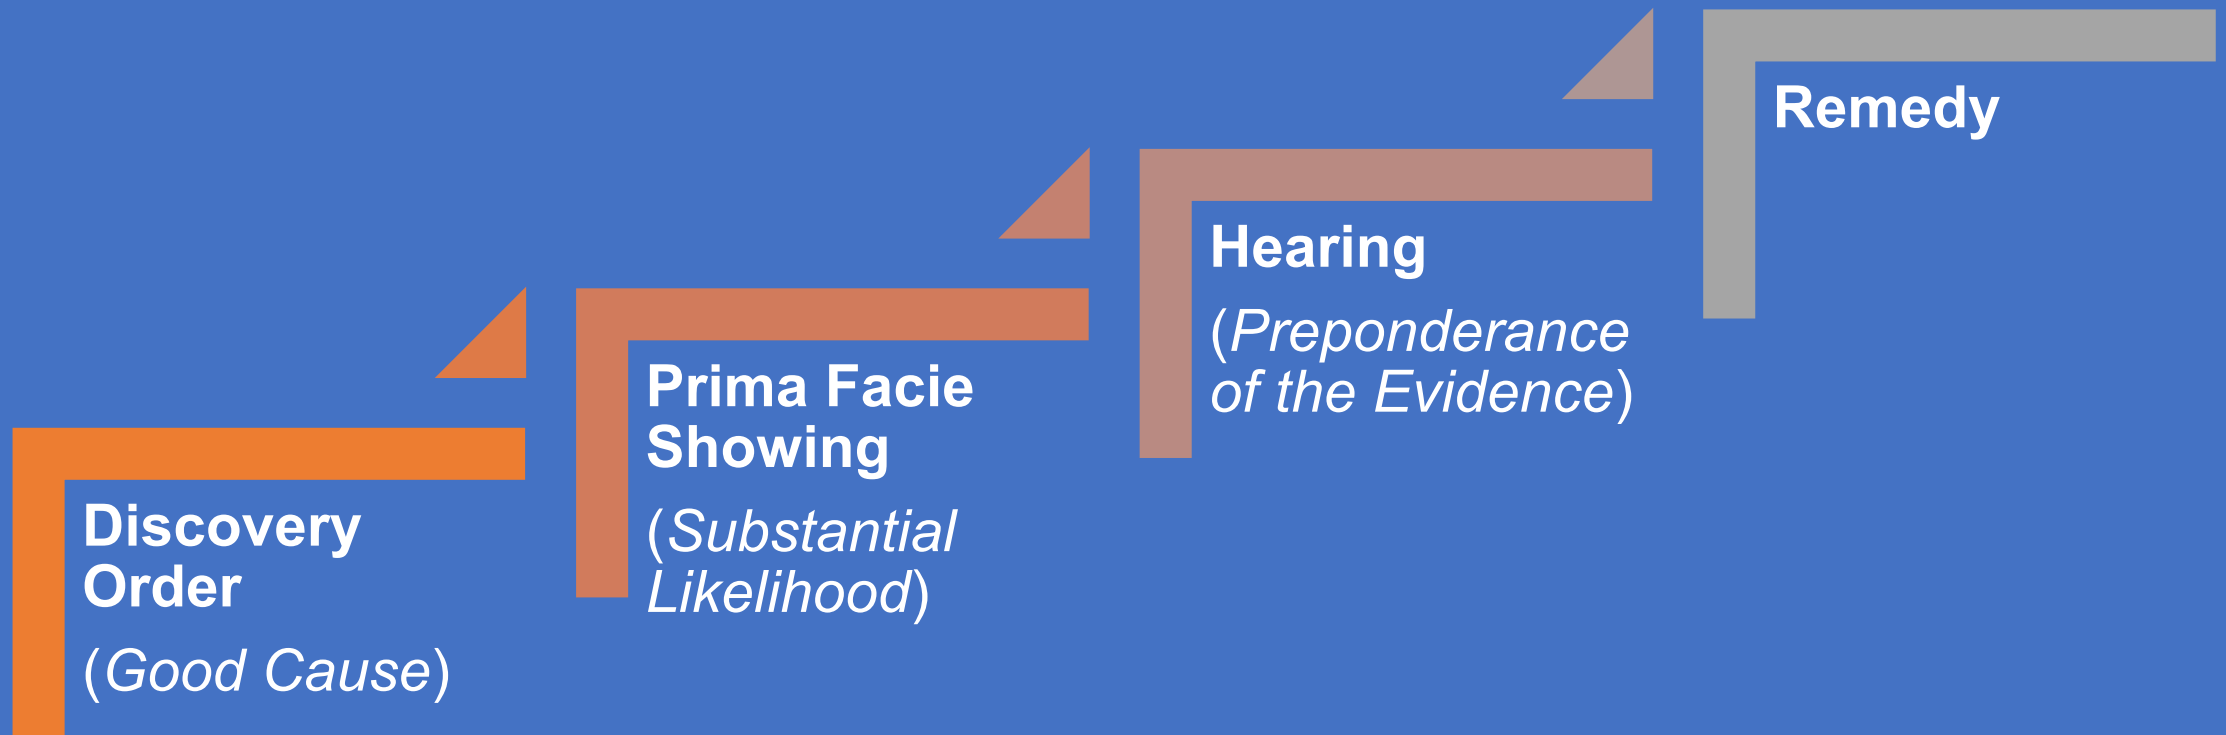 Discovery
Order
(Good Cause)
Prima Facie
Showing
(Substantial
Likelihood)
Hearing
(Preponderance
of the Evidence)
Remedy